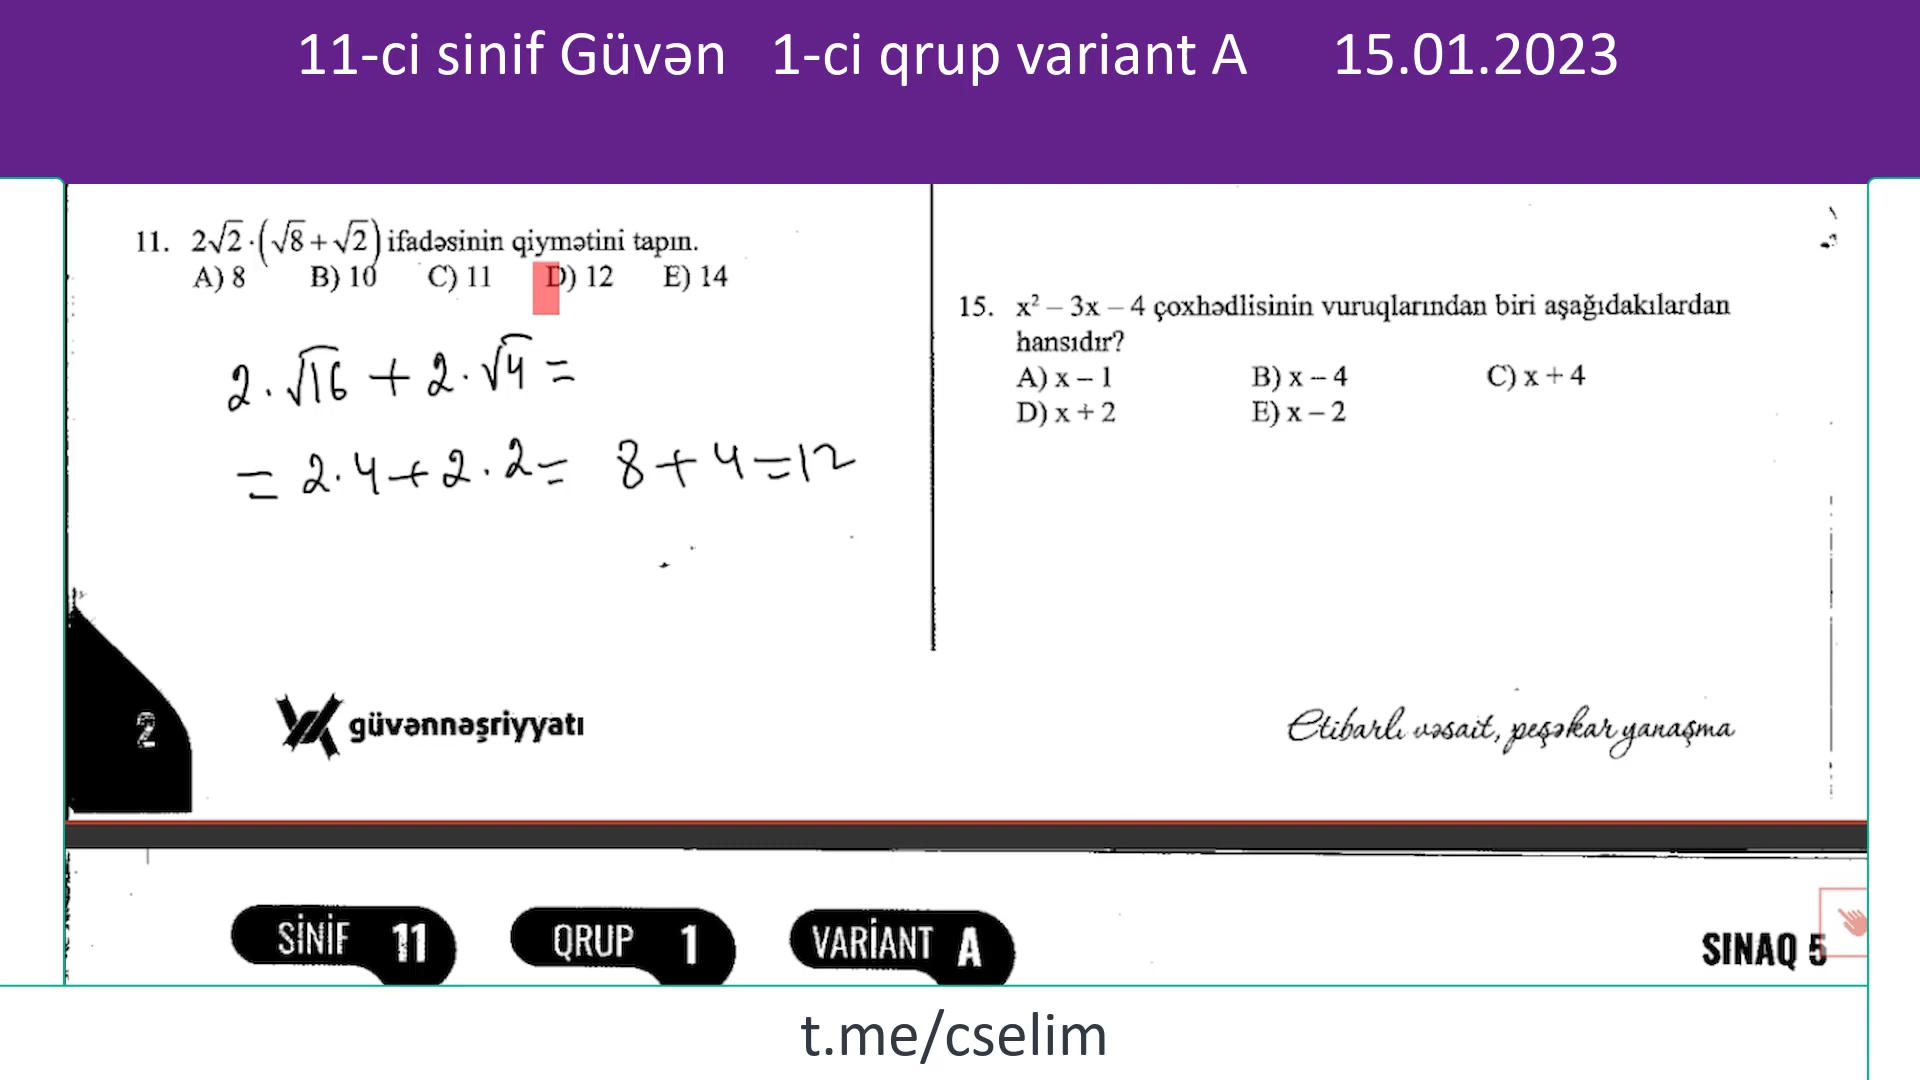 11-ci sinif Güvən 1-ci qrup variant A 15.01.2023
11. 2√2·(√8+√2) ifadəsinin qiymətini tapın.
A) 8 B) 10 C) 11 D) 12 E) 14
2·√16 + 2·√4 =
= 2·4+2·2= 8+4=12
15. x² – 3x – 4 çoxhədlisinin vuruqlarından biri aşağıdakılardan
hansıdır?
A) x – 1 B) x – 4 C) x + 4
D) x + 2 E) x – 2
2
güvənnəşriyyatı
Etibarlı vəsait, peşəkar yanaşma
SİNİF 11 QRUP 1 VARİANT A SINAQ 5
t.me/cselim